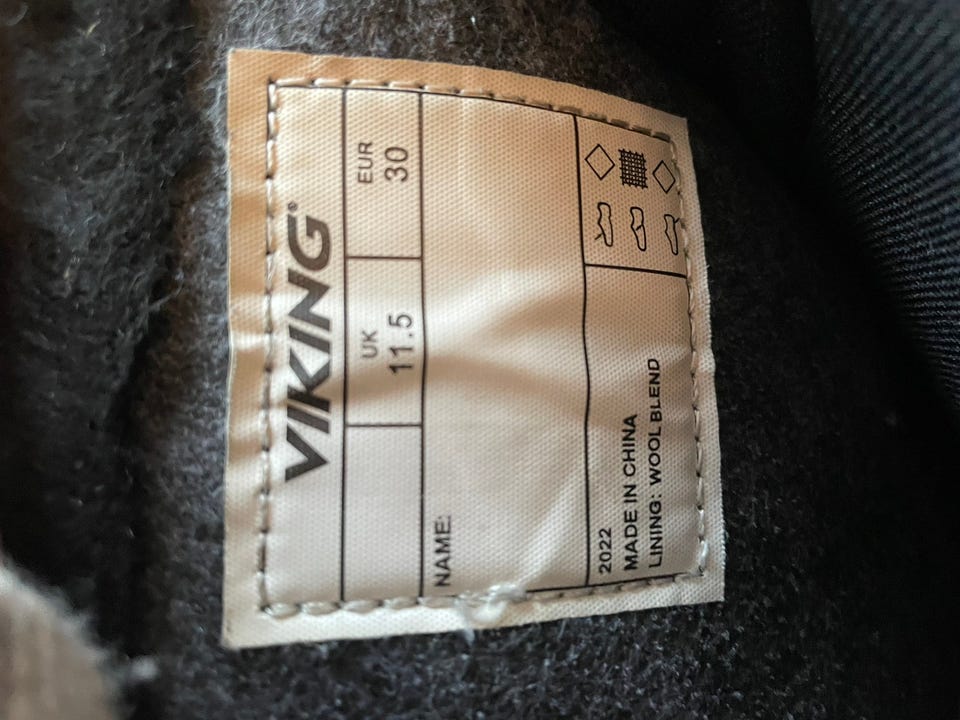 VIKING®
UK EUR
11.5 30
NAME:
2022
MADE IN CHINA
LINING: WOOL BLEND